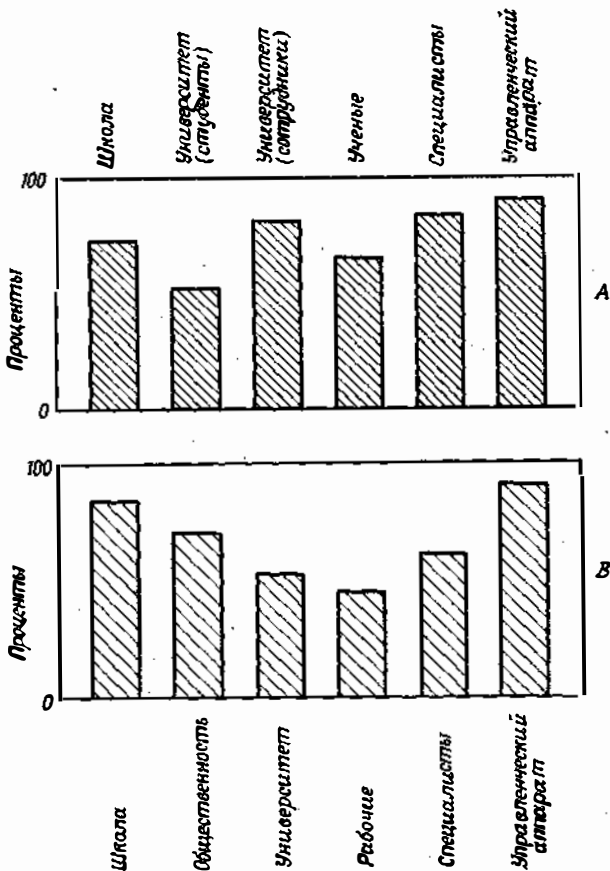 Школа
Университет
(студенты)
Университет
(сотрудники)
Ученые
Специалисты
Управленческий
аппарат
100
Проценты
0
А
100
Проценты
0
В
Школа
Общественность
Университет
Рабочие
Специалисты
Управленческий
аппарат